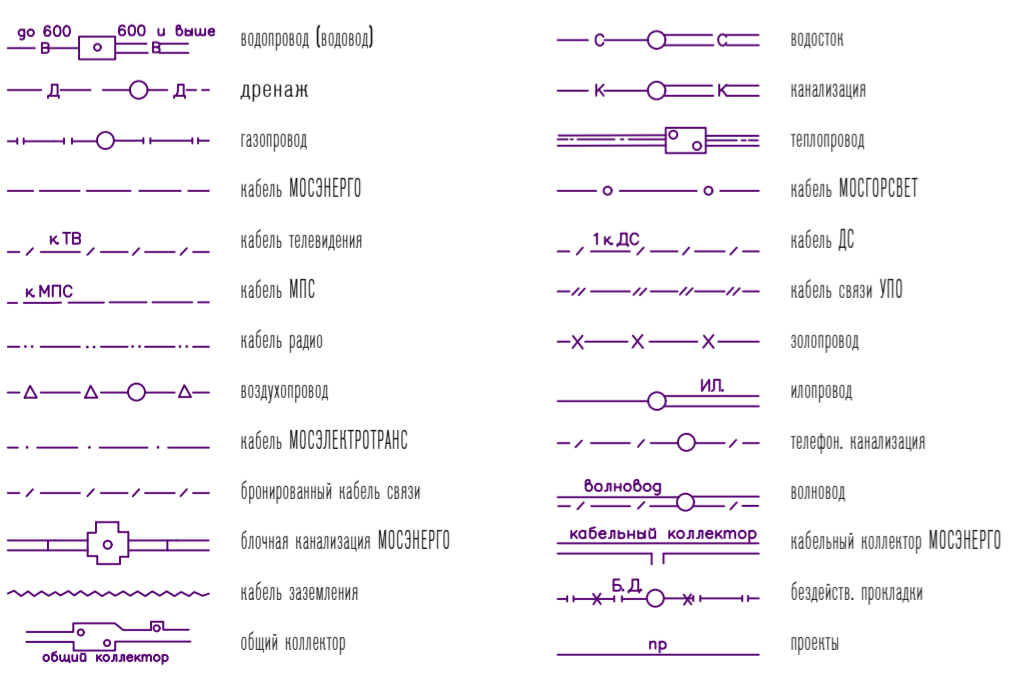 до 600 600 и выше
В В водопровод (водовод)
С С водосток
Д Д дренаж
К К канализация
газопровод
теплопровод
кабель МОСЭНЕРГО
кабель МОСГОРСВЕТ
к.ТВ кабель телевидения
1 к.ДС кабель ДС
к.МПС кабель МПС
кабель связи УПО
кабель радио
золопровод
воздухопровод
ИЛ. илопровод
кабель МОСЭЛЕКТРОТРАНС
телефон. канализация
бронированный кабель связи
волновод волновод
блочная канализация МОСЭНЕРГО
кабельный коллектор кабельный коллектор МОСЭНЕРГО
кабель заземления
Б.Д. бездейств. прокладки
общий коллектор
общий коллектор
пр проекты